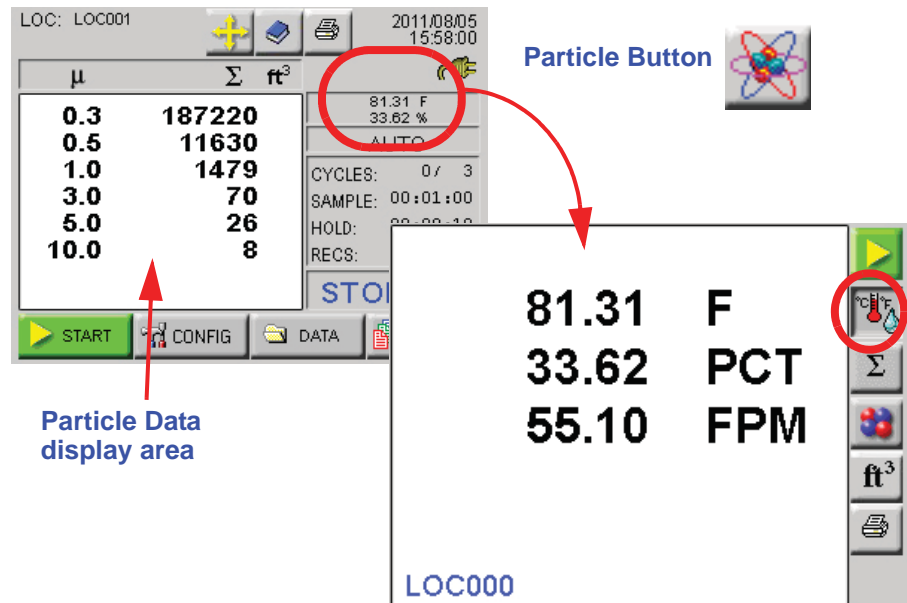 LOC: LOC001
2011/08/05
15:58:00
μ Σ ft³
0.3 187220
0.5 11630
1.0 1479
3.0 70
5.0 26
10.0 8
81.31 F
33.62 %
AUTO
CYCLES: 0/ 3
SAMPLE: 00:01:00
HOLD:
RECS:
START
CONFIG
DATA
Particle Button
Particle Data
display area
81.31 F
33.62 PCT
55.10 FPM
°C °F
Σ
ft³
LOC000